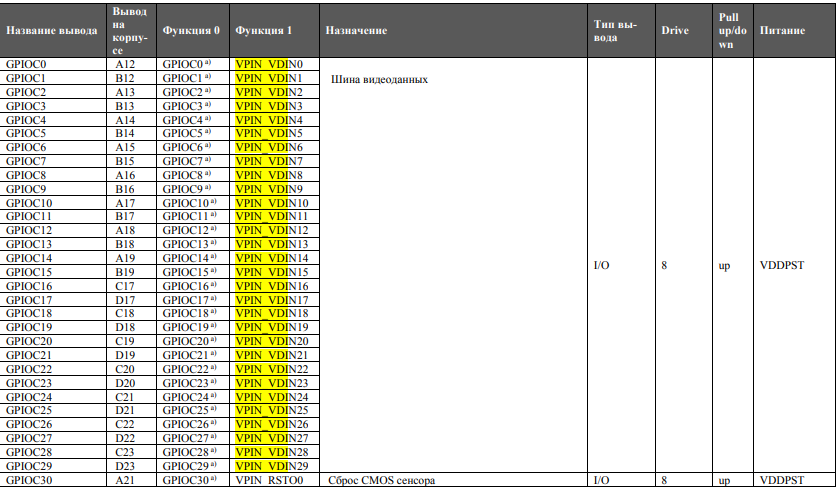 Название вывода | Вывод на корпусе | Функция 0 | Функция 1 | Назначение | Тип вывода | Drive | Pull up/down | Питание
GPIOC0 A12 GPIOC0 a) VPIN_VDIN0 Шина видеоданных I/O 8 up VDDPST
GPIOC1 B12 GPIOC1 a) VPIN_VDIN1
GPIOC2 A13 GPIOC2 a) VPIN_VDIN2
GPIOC3 B13 GPIOC3 a) VPIN_VDIN3
GPIOC4 A14 GPIOC4 a) VPIN_VDIN4
GPIOC5 B14 GPIOC5 a) VPIN_VDIN5
GPIOC6 A15 GPIOC6 a) VPIN_VDIN6
GPIOC7 B15 GPIOC7 a) VPIN_VDIN7
GPIOC8 A16 GPIOC8 a) VPIN_VDIN8
GPIOC9 B16 GPIOC9 a) VPIN_VDIN9
GPIOC10 A17 GPIOC10 a) VPIN_VDIN10
GPIOC11 B17 GPIOC11 a) VPIN_VDIN11
GPIOC12 A18 GPIOC12 a) VPIN_VDIN12
GPIOC13 B18 GPIOC13 a) VPIN_VDIN13
GPIOC14 A19 GPIOC14 a) VPIN_VDIN14
GPIOC15 B19 GPIOC15 a) VPIN_VDIN15
GPIOC16 C17 GPIOC16 a) VPIN_VDIN16
GPIOC17 D17 GPIOC17 a) VPIN_VDIN17
GPIOC18 C18 GPIOC18 a) VPIN_VDIN18
GPIOC19 D18 GPIOC19 a) VPIN_VDIN19
GPIOC20 C19 GPIOC20 a) VPIN_VDIN20
GPIOC21 D19 GPIOC21 a) VPIN_VDIN21
GPIOC22 C20 GPIOC22 a) VPIN_VDIN22
GPIOC23 D20 GPIOC23 a) VPIN_VDIN23
GPIOC24 C21 GPIOC24 a) VPIN_VDIN24
GPIOC25 D21 GPIOC25 a) VPIN_VDIN25
GPIOC26 C22 GPIOC26 a) VPIN_VDIN26
GPIOC27 D22 GPIOC27 a) VPIN_VDIN27
GPIOC28 C23 GPIOC28 a) VPIN_VDIN28
GPIOC29 D23 GPIOC29 a) VPIN_VDIN29
GPIOC30 A21 GPIOC30 a) VPIN_RSTO0 Сброс CMOS сенсора I/O 8 up VDDPST